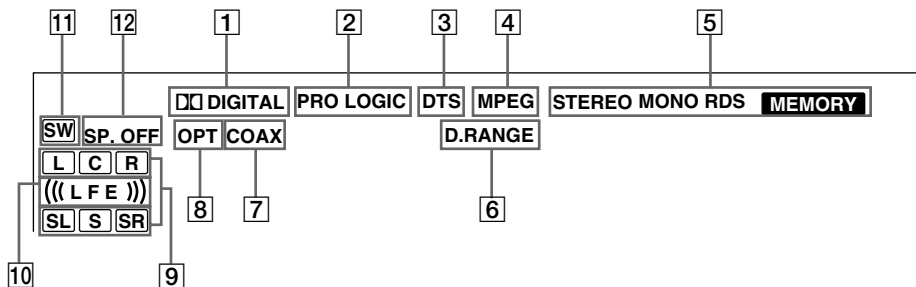 11 12 1 2 3 4 5
DIGITAL PRO LOGIC DTS MPEG STEREO MONO RDS MEMORY
SW SP. OFF OPT COAX D.RANGE
L C R
((( L F E )))
SL S SR
8 7 6
10 9